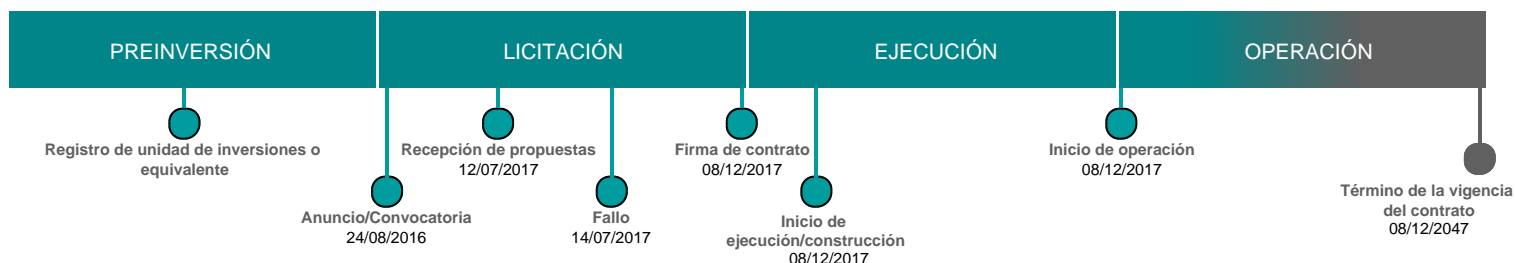 PREINVERSIÓN
LICITACIÓN
EJECUCIÓN
OPERACIÓN
Registro de unidad de inversiones o
equivalente
Anuncio/Convocatoria
24/08/2016
Recepción de propuestas
12/07/2017
Fallo
14/07/2017
Firma de contrato
08/12/2017
Inicio de
ejecución/construcción
08/12/2017
Inicio de operación
08/12/2017
Término de la vigencia
del contrato
08/12/2047